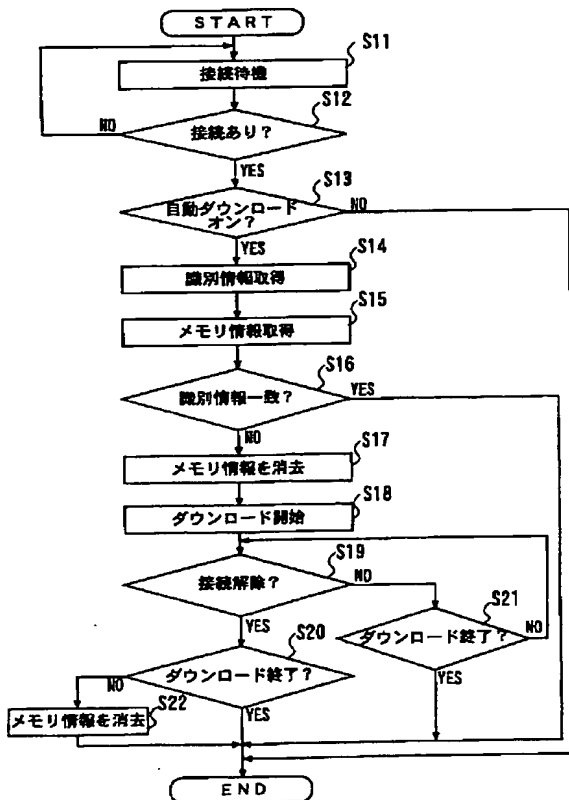 START
S11
接続待機
S12
接続あり?
NO
YES
S13
自動ダウンロード
オン?
NO
YES
S14
識別情報取得
S15
メモリ情報取得
S16
識別情報一致?
YES
NO
S17
メモリ情報を消去
S18
ダウンロード開始
S19
接続解除?
NO
YES
S21
ダウンロード終了?
NO
YES
S20
ダウンロード終了?
NO
YES
S22
メモリ情報を消去
END